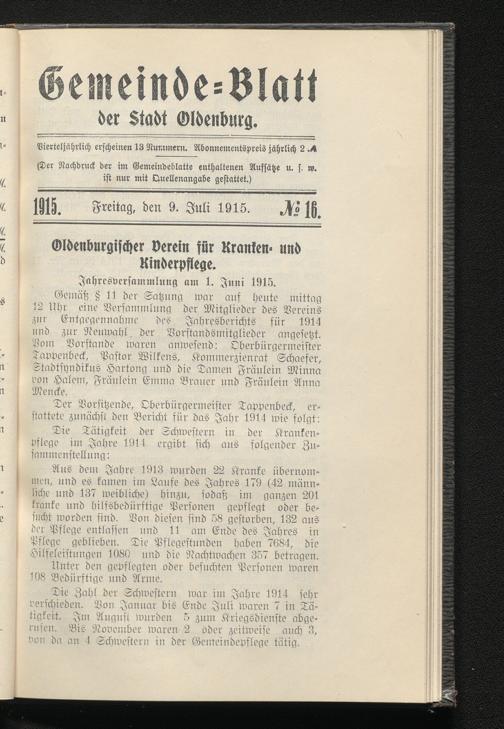 Gemeinde=Blatt
der Stadt Oldenburg.
Vierteljährlich erscheinen 13 Nummern. Abonnementspreis jährlich 2 ℳ
(Der Nachdruck der im Gemeindeblatte enthaltenen Aufsätze u. s. w.
ist nur mit Quellenangabe gestattet.)
1915. Freitag, den 9. Juli 1915. № 16.
Oldenburgischer Verein für Kranken- und
Kinderpflege.
Jahresversammlung am 1. Juni 1915.
Gemäß § 11 der Satzung war auf heute mittag
12 Uhr eine Versammlung der Mitglieder des Vereins
zur Entgegennahme des Jahresberichts für 1914
und zur Neuwahl der Vorstandsmitglieder angesetzt.
Vom Vorstande waren anwesend: Oberbürgermeister
Tappenbeck, Pastor Wilkens, Kommerzienrat Schaefer,
Stadtsyndikus Hartong und die Damen Fräulein Minna
von Halem, Fräulein Emma Brauer und Fräulein Anna
Mencke.
Der Vorsitzende, Oberbürgermeister Tappenbeck, er-
stattete zunächst den Bericht für das Jahr 1914 wie folgt:
Die Tätigkeit der Schwestern in der Kranken-
pflege im Jahre 1914 ergibt sich aus folgender Zu-
sammenstellung:
Aus dem Jahre 1913 wurden 22 Kranke übernom-
men, und es kamen im Laufe des Jahres 179 (42 männ-
liche und 137 weibliche) hinzu, sodaß im ganzen 201
kranke und hilfsbedürftige Personen gepflegt oder be-
sucht worden sind. Von diesen sind 58 gestorben, 132 aus
der Pflege entlassen und 11 am Ende des Jahres in
Pflege geblieben. Die Pflegestunden haben 7684, die
Hilfeleistungen 1080 und die Nachtwachen 357 betragen.
Unter den gepflegten oder besuchten Personen waren
108 Bedürftige und Arme.
Die Zahl der Schwestern war im Jahre 1914 sehr
verschieden. Von Januar bis Ende Juli waren 7 in Tä-
tigkeit. Im August wurden 5 zum Kriegsdienste abge-
rufen. Bis November waren 2 oder zeitweise auch 3,
von da an 4 Schwestern in der Gemeindepflege tätig.